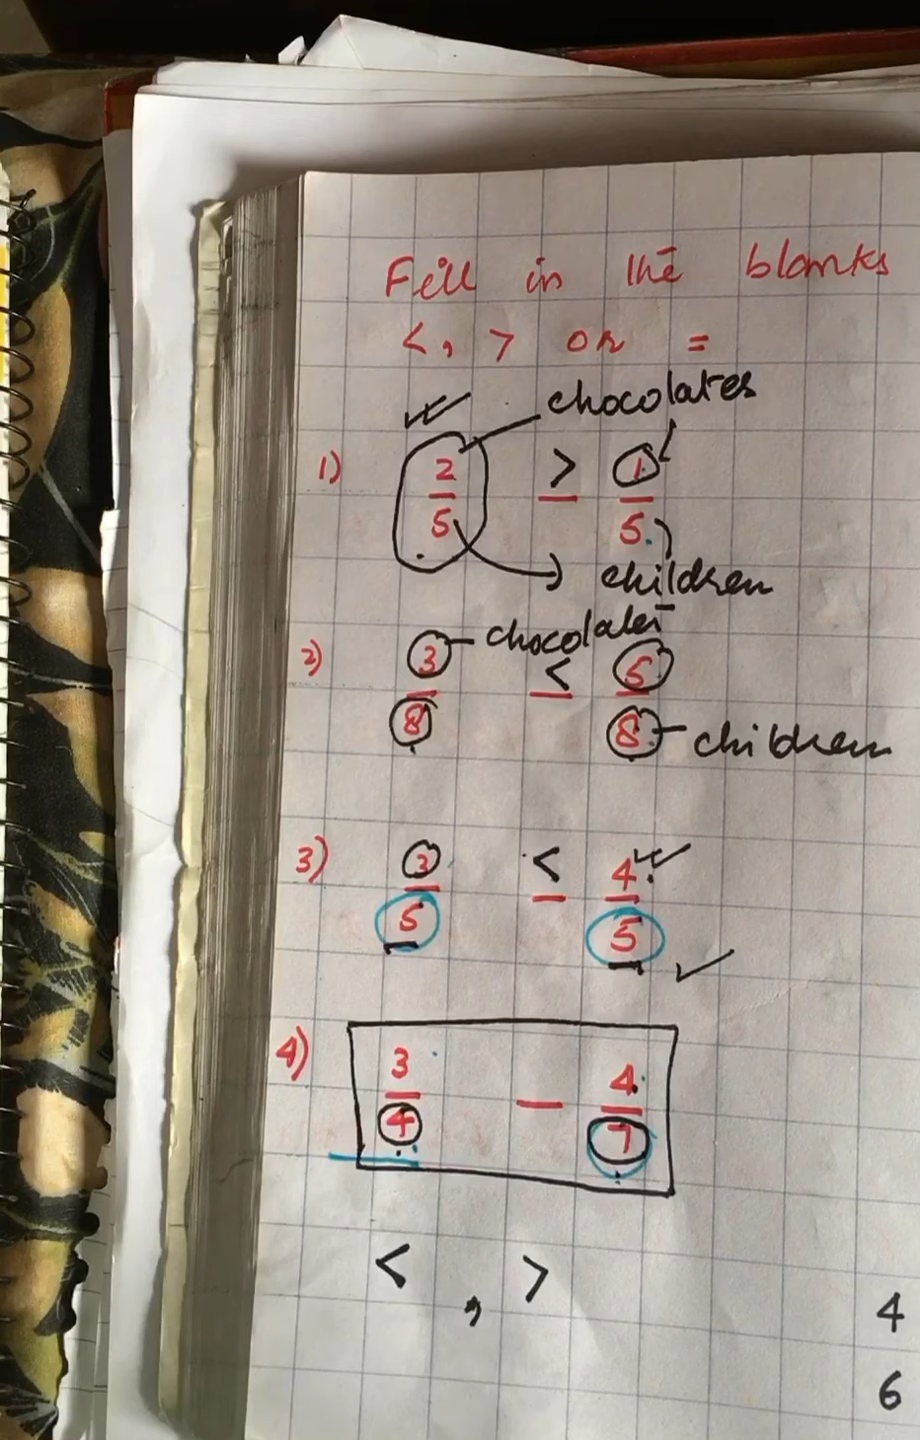 Fill in the blanks
<, > or =
chocolates
1) 2/5 > 1/5
children
chocolates
2) 3/8 < 5/8
children
3) 3/5 < 4/5
4) 3/4 _ 4/7
< , >
4
6